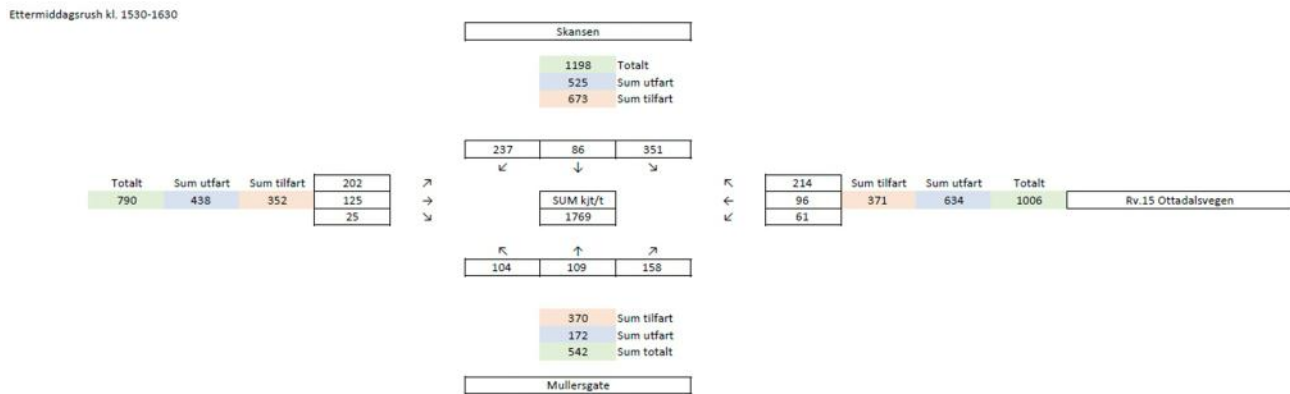 Ettermiddagsrush kl. 1530-1630
Skansen
1198 Totalt
525 Sum utfart
673 Sum tilfart
237 86 351
↙ ↓ ↘
Totalt Sum utfart Sum tilfart 202 ↗ ↖ 214 Sum tilfart Sum utfart Totalt
790 438 352 125 → SUM kjt/t ← 96 371 634 1006 Rv.15 Ottadalsvegen
25 ↘ 1769 ↙ 61
↖ ↑ ↗
104 109 158
370 Sum tilfart
172 Sum utfart
542 Sum totalt
Mullersgate